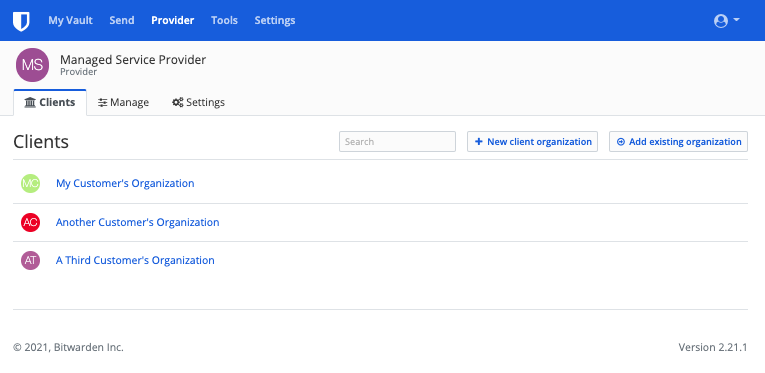 My Vault Send Provider Tools Settings
MS Managed Service Provider
Provider
Clients Manage Settings
Clients Search New client organization Add existing organization
MC My Customer's Organization
AC Another Customer's Organization
AT A Third Customer's Organization
© 2021, Bitwarden Inc. Version 2.21.1